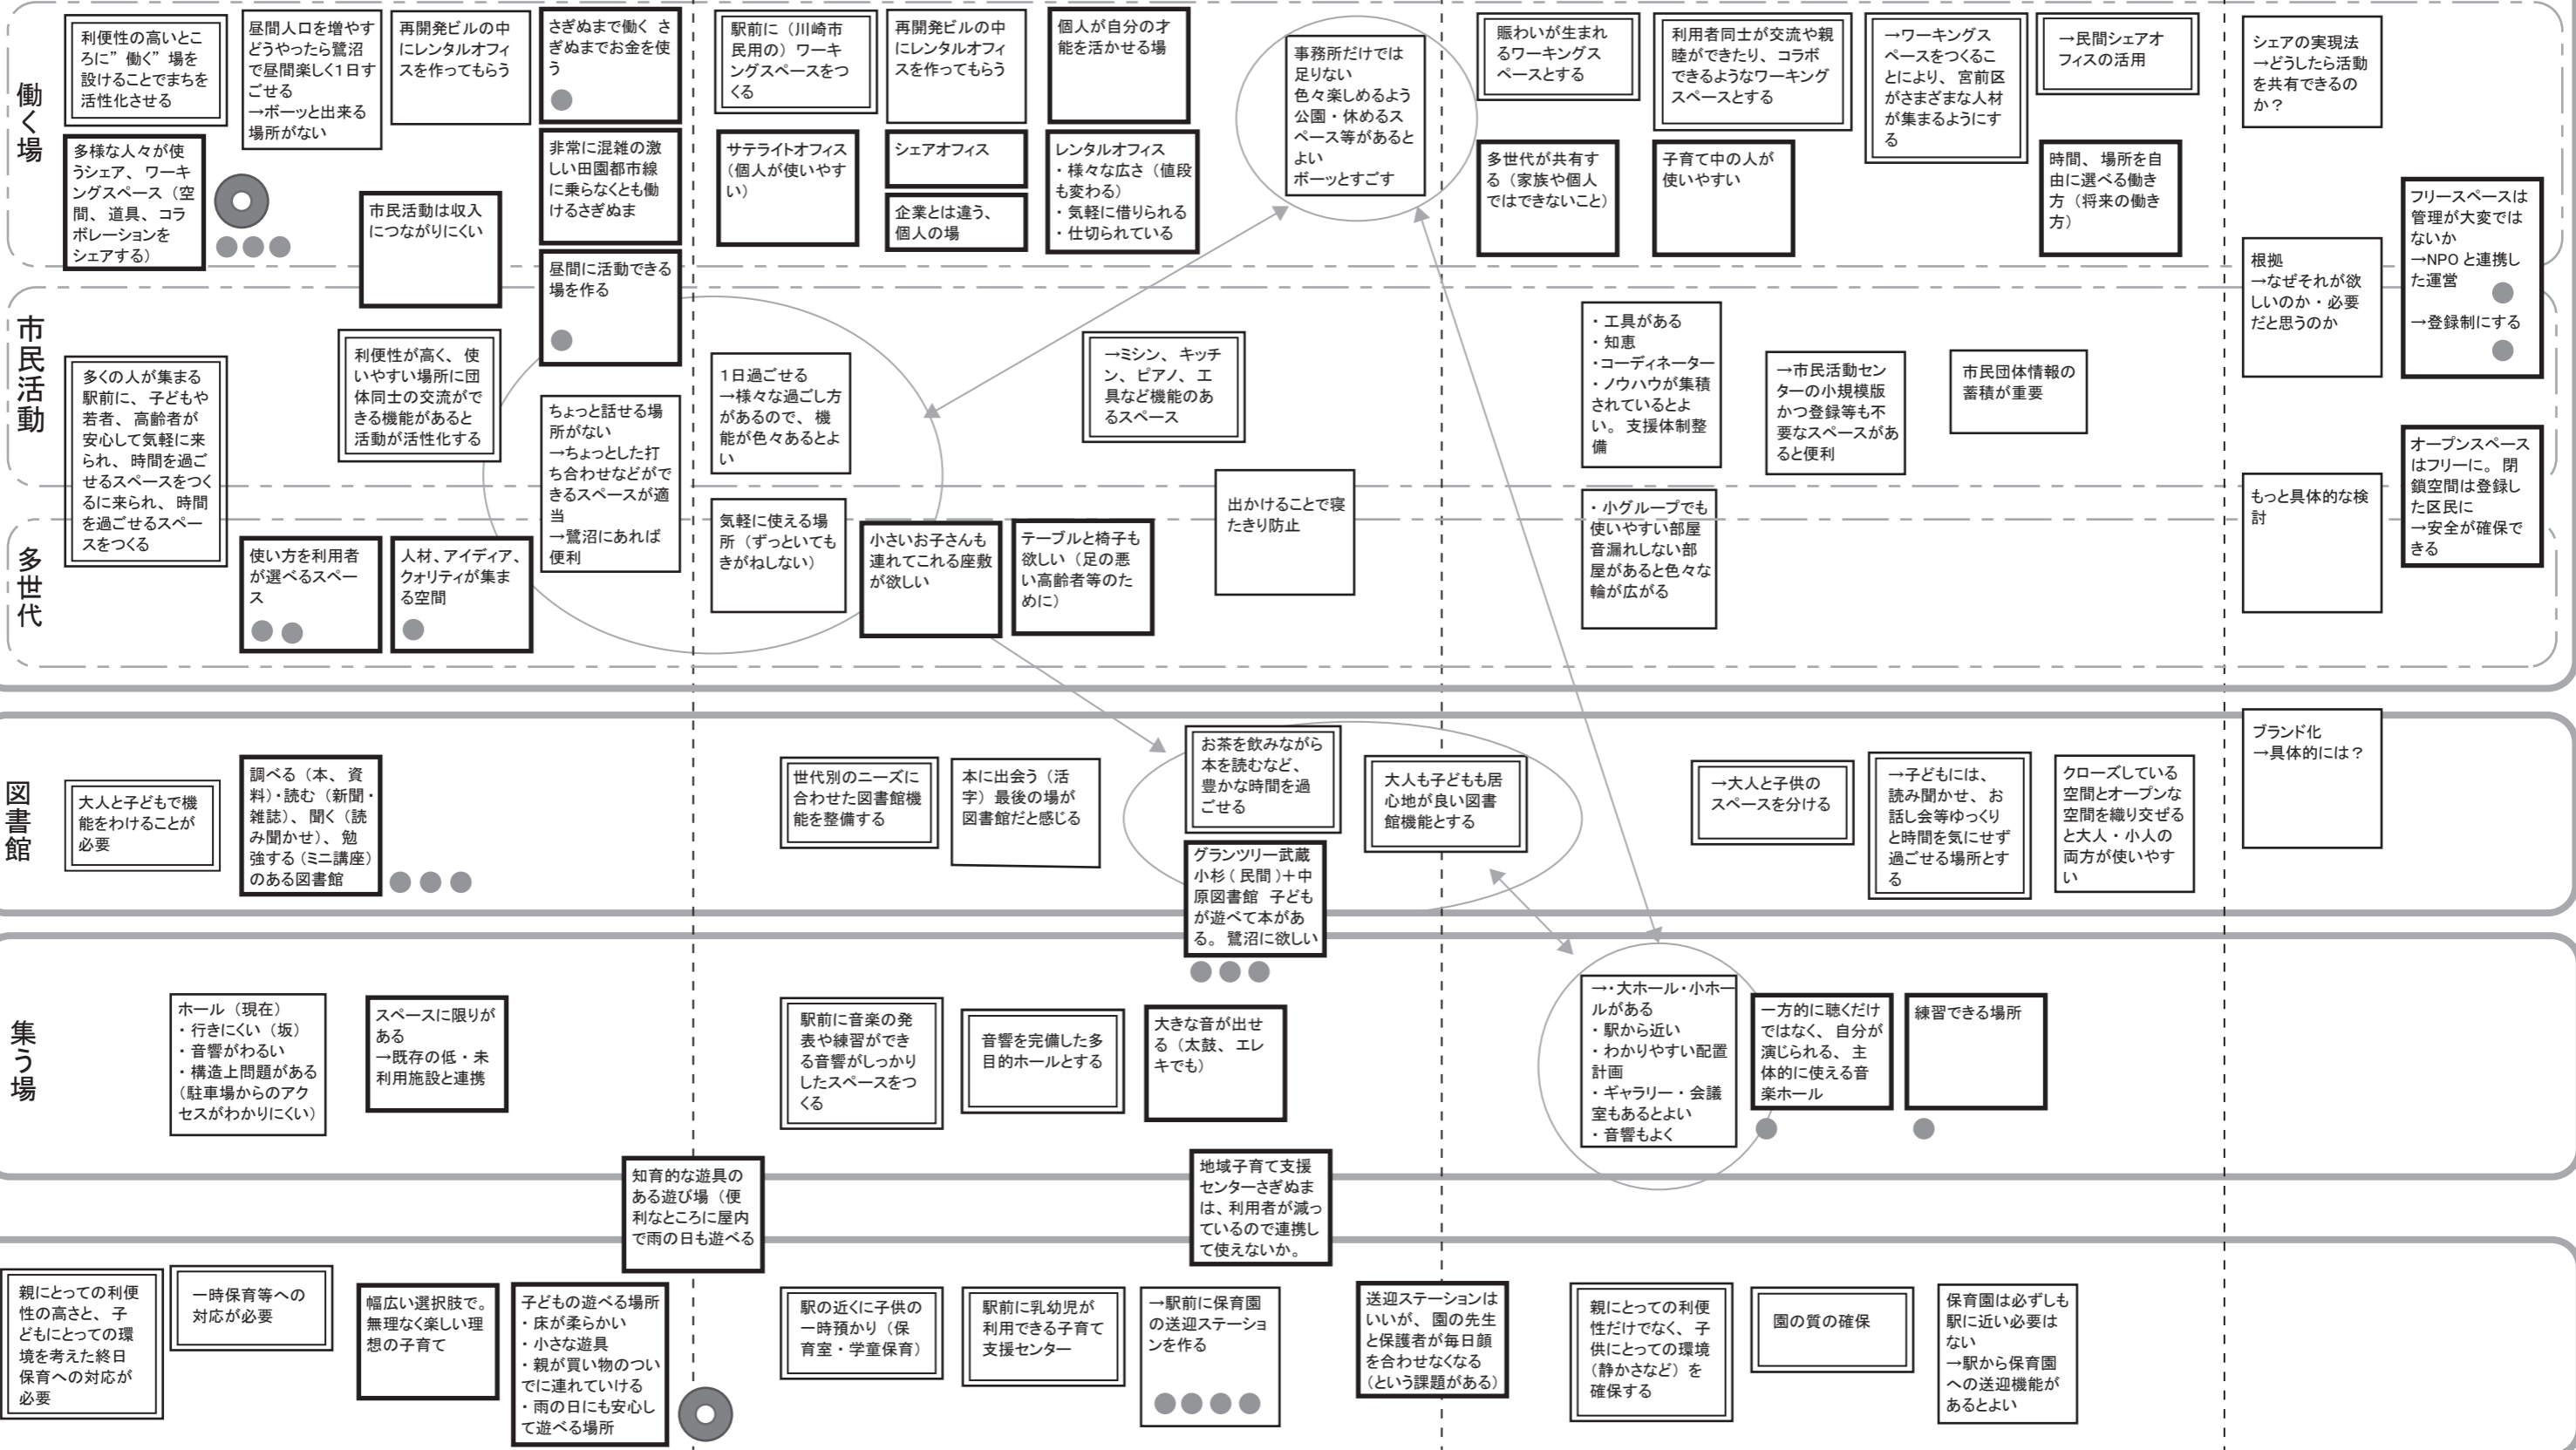 働く場
利便性の高いとこ
ろに”働く”場を
設けることでまちを
活性化させる
昼間人口を増やす
どうやったら鷺沼
で昼間楽しく1日す
ごせる
→ボーッと出来る
場所がない
再開発ビルの中
にレンタルオフィ
スを作ってもらう
さぎぬまで働く さ
ぎぬまでお金を使
う
駅前に（川崎市
民用の）ワーキ
ングスペースをつ
くる
再開発ビルの中
にレンタルオフィ
スを作ってもらう
個人が自分の才
能を活かせる場
事務所だけでは
足りない
色々楽しめるよう
公園・休めるス
ペース等があると
よい
ボーッとすごす
賑わいが生まれ
るワーキングス
ペースとする
利用者同士が交流や親
睦ができたり、コラボ
できるようなワーキング
スペースとする
→ワーキングス
ペースをつくるこ
とにより、宮前区
がさまざまな人材
が集まるようにす
る
→民間シェアオ
フィスの活用
シェアの実現法
→どうしたら活動
を共有できるの
か？
多様な人々が使
うシェア、ワーキ
ングスペース（空
間、道具、コラ
ボレーションを
シェアする）
市民活動は収入
につながりにくい
非常に混雑の激
しい田園都市線
に乗らなくとも働
けるさぎぬま
サテライトオフィス
（個人が使いやす
い）
シェアオフィス
企業とは違う、
個人の場
レンタルオフィス
・様々な広さ（値段
も変わる）
・気軽に借りられる
・仕切られている
多世代が共有す
る（家族や個人
ではできないこと）
子育て中の人が
使いやすい
時間、場所を自
由に選べる働き
方（将来の働き
方）
フリースペースは
管理が大変では
ないか
→NPOと連携し
た運営
→登録制にする
根拠
→なぜそれが欲
しいのか・必要
だと思うのか
昼間に活動できる
場を作る
市民活動
多くの人が集まる
駅前に、子どもや
若者、高齢者が
安心して気軽に来
られ、時間を過ご
せるスペースをつく
るに来られ、時間
を過ごせるスペー
スをつくる
利便性が高く、使
いやすい場所に団
体同士の交流がで
きる機能があると
活動が活性化する
ちょっと話せる場
所がない
→ちょっとした打
ち合わせなどがで
きるスペースが適
当
→鷺沼にあれば
便利
１日過ごせる
→様々な過ごし方
があるので、機
能が色々あるとよ
い
→ミシン、キッチ
ン、ピアノ、工
具など機能のあ
るスペース
・工具がある
・知恵
・コーディネーター
・ノウハウが集積
されているとよ
い。支援体制整
備
→市民活動セン
ターの小規模版
かつ登録等も不
要なスペースがあ
ると便利
市民団体情報の
蓄積が重要
オープンスペース
はフリーに。閉
鎖空間は登録し
た区民に
→安全が確保で
きる
多世代
使い方を利用者
が選べるスペー
ス
人材、アイディア、
クォリティが集ま
る空間
気軽に使える場
所（ずっといても
きがねしない）
小さいお子さんも
連れてこれる座敷
が欲しい
テーブルと椅子も
欲しい（足の悪
い高齢者等のた
めに）
出かけることで寝
たきり防止
・小グループでも
使いやすい部屋
音漏れしない部
屋があると色々な
輪が広がる
もっと具体的な検
討
図書館
大人と子どもで機
能をわけることが
必要
調べる（本、資
料）・読む（新聞・
雑誌）、聞く（読
み聞かせ）、勉
強する（ミニ講座）
のある図書館
世代別のニーズに
合わせた図書館機
能を整備する
本に出会う（活
字）最後の場が
図書館だと感じる
お茶を飲みながら
本を読むなど、
豊かな時間を過
ごせる
大人も子どもも居
心地が良い図書
館機能とする
グランツリー武蔵
小杉（民間）＋中
原図書館 子ども
が遊べて本があ
る。鷺沼に欲しい
→大人と子供の
スペースを分ける
→子どもには、
読み聞かせ、お
話し会等ゆっくり
と時間を気にせず
過ごせる場所とす
る
クローズしている
空間とオープンな
空間を織り交ぜる
と大人・小人の
両方が使いやす
い
ブランド化
→具体的には？
集う場
ホール（現在）
・行きにくい（坂）
・音響がわるい
・構造上問題がある
（駐車場からのアク
セスがわかりにくい）
スペースに限りが
ある
→既存の低・未
利用施設と連携
駅前に音楽の発
表や練習ができ
る音響がしっかり
したスペースをつ
くる
音響を完備した多
目的ホールとする
大きな音が出せ
る（太鼓、エレ
キでも）
→・大ホール・小ホー
ルがある
・駅から近い
・わかりやすい配置
計画
・ギャラリー・会議
室もあるとよい
・音響もよく
一方的に聴くだけ
ではなく、自分が
演じられる、主
体的に使える音
楽ホール
練習できる場所
知育的な遊具の
ある遊び場（便
利なところに屋内
で雨の日も遊べる
地域子育て支援
センターさぎぬま
は、利用者が減っ
ているので連携し
て使えないか。
親にとっての利便
性の高さと、子
どもにとっての環
境を考えた終日
保育への対応が
必要
一時保育等への
対応が必要
幅広い選択肢で。
無理なく楽しい理
想の子育て
子どもの遊べる場所
・床が柔らかい
・小さな遊具
・親が買い物のつい
でに連れていける
・雨の日にも安心し
て遊べる場所
駅の近くに子供の
一時預かり（保
育室・学童保育）
駅前に乳幼児が
利用できる子育て
支援センター
→駅前に保育園
の送迎ステーショ
ンを作る
送迎ステーションは
いいが、園の先生
と保護者が毎日顔
を合わせなくなる
（という課題がある）
親にとっての利便
性だけでなく、子
供にとっての環境
（静かさなど）を
確保する
園の質の確保
保育園は必ずしも
駅に近い必要は
ない
→駅から保育園
への送迎機能が
あるとよい